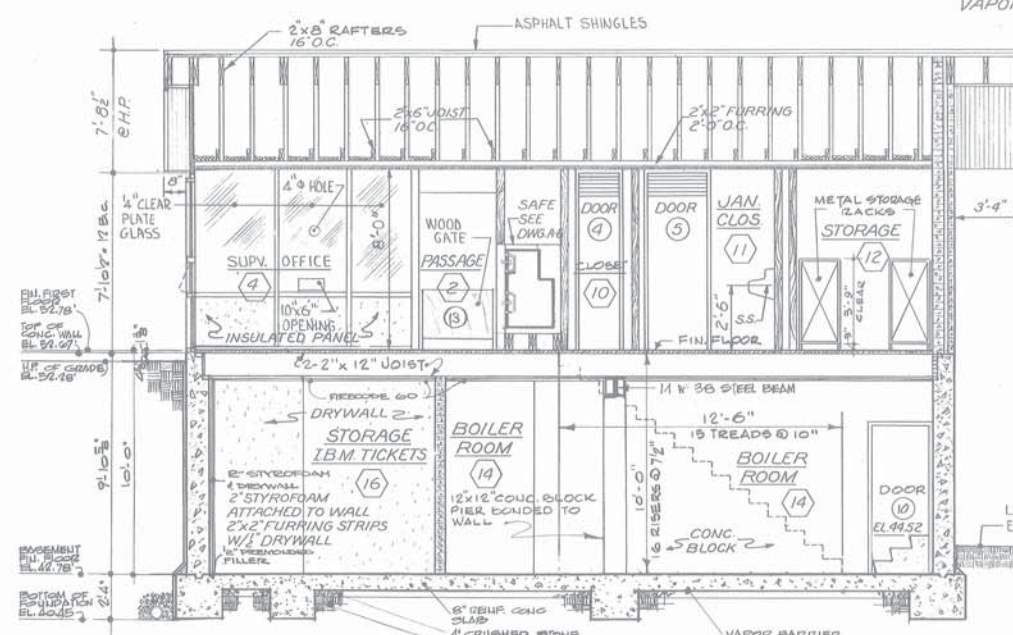 VAPOR
2"x8" RAFTERS
16" O.C.
ASPHALT SHINGLES
7'-8½"
@ H.P.
2"x6" JOIST
16" O.C.
2"x2" FURRING
2'-0" O.C.
8"
¼" CLEAR
PLATE
GLASS
4" Φ HOLE
8'-0"
WOOD
GATE
PASSAGE
2
13
SAFE
SEE
DWG. A-6
DOOR
4
CLOSET
10
DOOR
5
JAN.
CLOS.
11
METAL STORAGE
RACKS
STORAGE
12
3'-4"
SUPV. OFFICE
4
10"x6"
OPENING
INSULATED PANEL
2'-6"
S.S.
3'-9"
CLEAR
FIN. FLOOR
FIN. FIRST
FLOOR
EL. 52.78'
TOP OF
CONC. WALL
EL. 52.67'
H.P. OF GRADE
EL. 52.28'
2-2" x 12" JOIST
FIRECODE 60
14 W 38 STEEL BEAM
DRYWALL
STORAGE
I.B.M. TICKETS
16
BOILER
ROOM
14
12'-6"
15 TREADS @ 10"
BOILER
ROOM
14
9'-10⅝"
10'-0"
2" STYROFOAM
& DRYWALL
2" STYROFOAM
ATTACHED TO WALL
2"x2" FURRING STRIPS
W/½" DRYWALL
½" PREMOLDED
FILLER
12"x12" CONC. BLOCK
PIER BONDED TO
WALL
10'-0"
16 RISERS @ 7½"
CONC.
BLOCK
DOOR
10
EL. 44.52
BASEMENT
FIN. FLOOR
EL. 42.78'
BOTTOM OF
FOUNDATION
EL. 40.45
2'-4"
8" REINF. CONC.
SLAB
4" CRUSHED STONE
VAPOR BARRIER